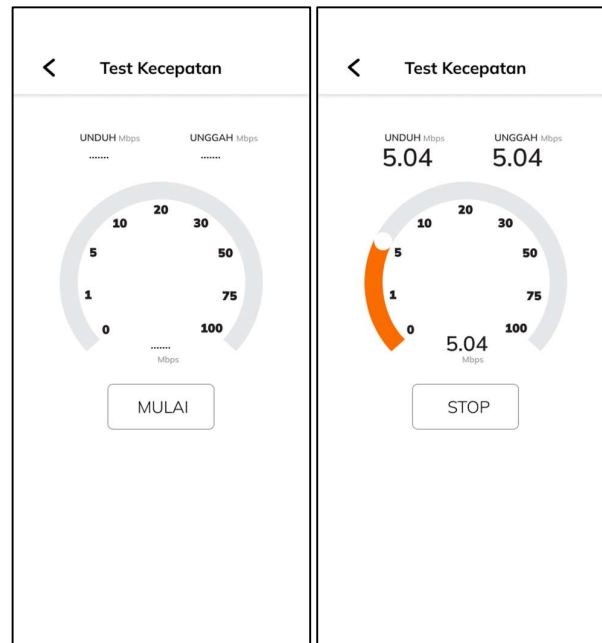 Test Kecepatan
UNDUH Mbps UNGGAH Mbps
....... .......
20
10 30
5 50
1 75
0 100
.......
Mbps
MULAI
Test Kecepatan
UNDUH Mbps UNGGAH Mbps
5.04 5.04
20
10 30
5 50
1 75
0 100
5.04
Mbps
STOP